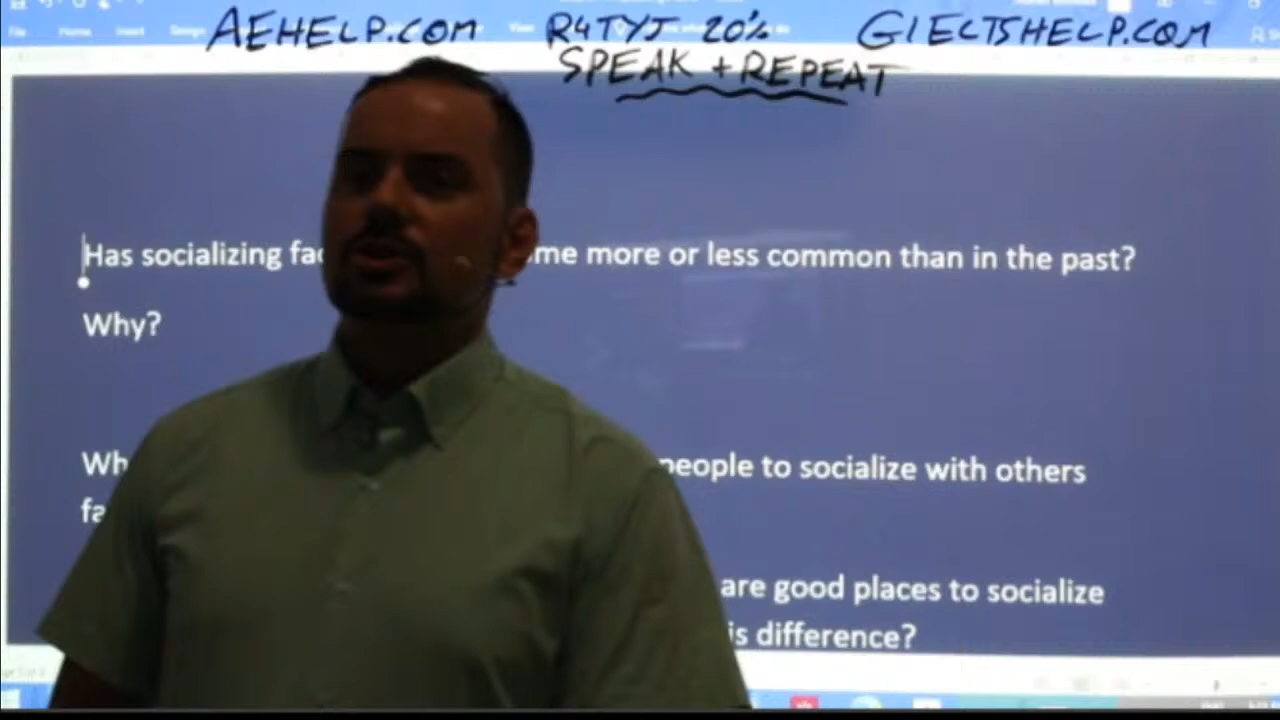 AEHELP.COM R4TYJ 20% GIELTSHELP.COM
SPEAK + REPEAT
Has socializing fac me more or less common than in the past?
Why?
Wh people to socialize with others
fa
are good places to socialize
is difference?